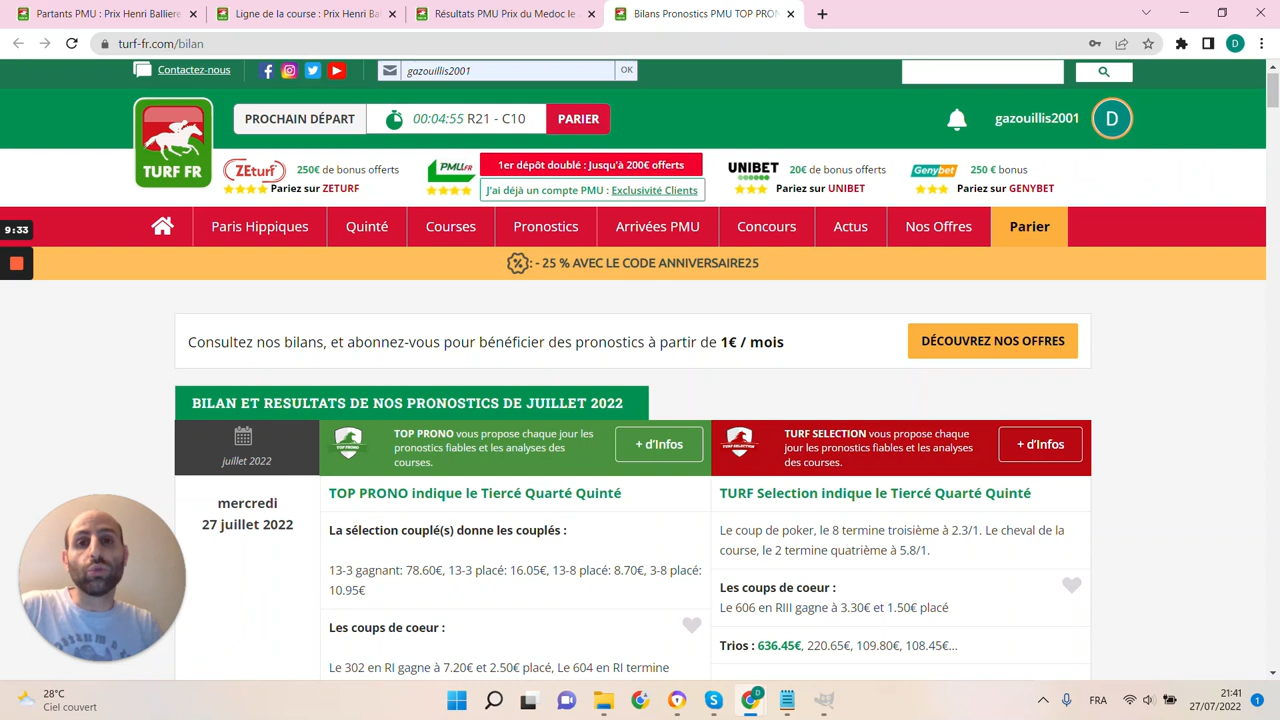 Partants PMU : Prix Henri Balliere
Ligne de la course : Prix Henri Bal
Résultats PMU Prix du Medoc le
Bilans Pronostics PMU TOP PRON
turf-fr.com/bilan
D
Contactez-nous
gazouillis2001
OK
TURF FR
PROCHAIN DÉPART
00:04:55 R21 - C10
PARIER
gazouillis2001
D
ZEturf
250€ de bonus offerts
Pariez sur ZETURF
PMU.FR
1er dépôt doublé : Jusqu'à 200€ offerts
J'ai déjà un compte PMU : Exclusivité Clients
UNIBET
20€ de bonus offerts
Pariez sur UNIBET
Genybet
250 € bonus
Pariez sur GENYBET
9:33
Paris Hippiques
Quinté
Courses
Pronostics
Arrivées PMU
Concours
Actus
Nos Offres
Parier
: - 25 % AVEC LE CODE ANNIVERSAIRE25
Consultez nos bilans, et abonnez-vous pour bénéficier des pronostics à partir de 1€ / mois
DÉCOUVREZ NOS OFFRES
BILAN ET RESULTATS DE NOS PRONOSTICS DE JUILLET 2022
juillet 2022
TOP PRONO
TOP PRONO vous propose chaque jour les
pronostics fiables et les analyses des
courses.
+ d'Infos
TURF SELECTION
TURF SELECTION vous propose chaque
jour les pronostics fiables et les analyses
des courses.
+ d'Infos
mercredi
27 juillet 2022
TOP PRONO indique le Tiercé Quarté Quinté
La sélection couplé(s) donne les couplés :
13-3 gagnant: 78.60€, 13-3 placé: 16.05€, 13-8 placé: 8.70€, 3-8 placé:
10.95€
Les coups de coeur :
Le 302 en RI gagne à 7.20€ et 2.50€ placé, Le 604 en RI termine
TURF Selection indique le Tiercé Quarté Quinté
Le coup de poker, le 8 termine troisième à 2.3/1. Le cheval de la
course, le 2 termine quatrième à 5.8/1.
Les coups de coeur :
Le 606 en RIII gagne à 3.30€ et 1.50€ placé
Trios : 636.45€, 220.65€, 109.80€, 108.45€...
28°C
Ciel couvert
D
FRA
21:41
27/07/2022
1